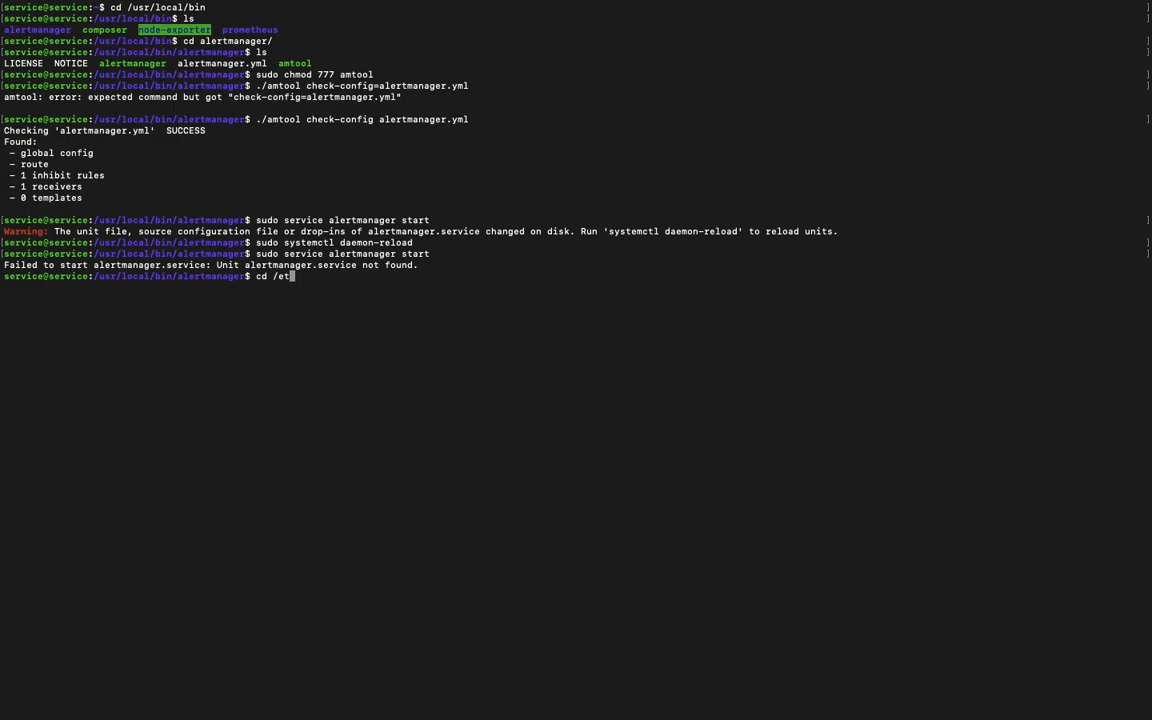 [service@service:~$ cd /usr/local/bin ]
[service@service:/usr/local/bin$ ls ]
alertmanager composer node-exporter prometheus
[service@service:/usr/local/bin$ cd alertmanager/ ]
[service@service:/usr/local/bin/alertmanager$ ls ]
LICENSE NOTICE alertmanager alertmanager.yml amtool
[service@service:/usr/local/bin/alertmanager$ sudo chmod 777 amtool ]
[service@service:/usr/local/bin/alertmanager$ ./amtool check-config=alertmanager.yml ]
amtool: error: expected command but got "check-config=alertmanager.yml"
[service@service:/usr/local/bin/alertmanager$ ./amtool check-config alertmanager.yml ]
Checking 'alertmanager.yml' SUCCESS
Found:
- global config
- route
- 1 inhibit rules
- 1 receivers
- 0 templates
[service@service:/usr/local/bin/alertmanager$ sudo service alertmanager start ]
Warning: The unit file, source configuration file or drop-ins of alertmanager.service changed on disk. Run 'systemctl daemon-reload' to reload units.
[service@service:/usr/local/bin/alertmanager$ sudo systemctl daemon-reload ]
[service@service:/usr/local/bin/alertmanager$ sudo service alertmanager start ]
Failed to start alertmanager.service: Unit alertmanager.service not found.
service@service:/usr/local/bin/alertmanager$ cd /et